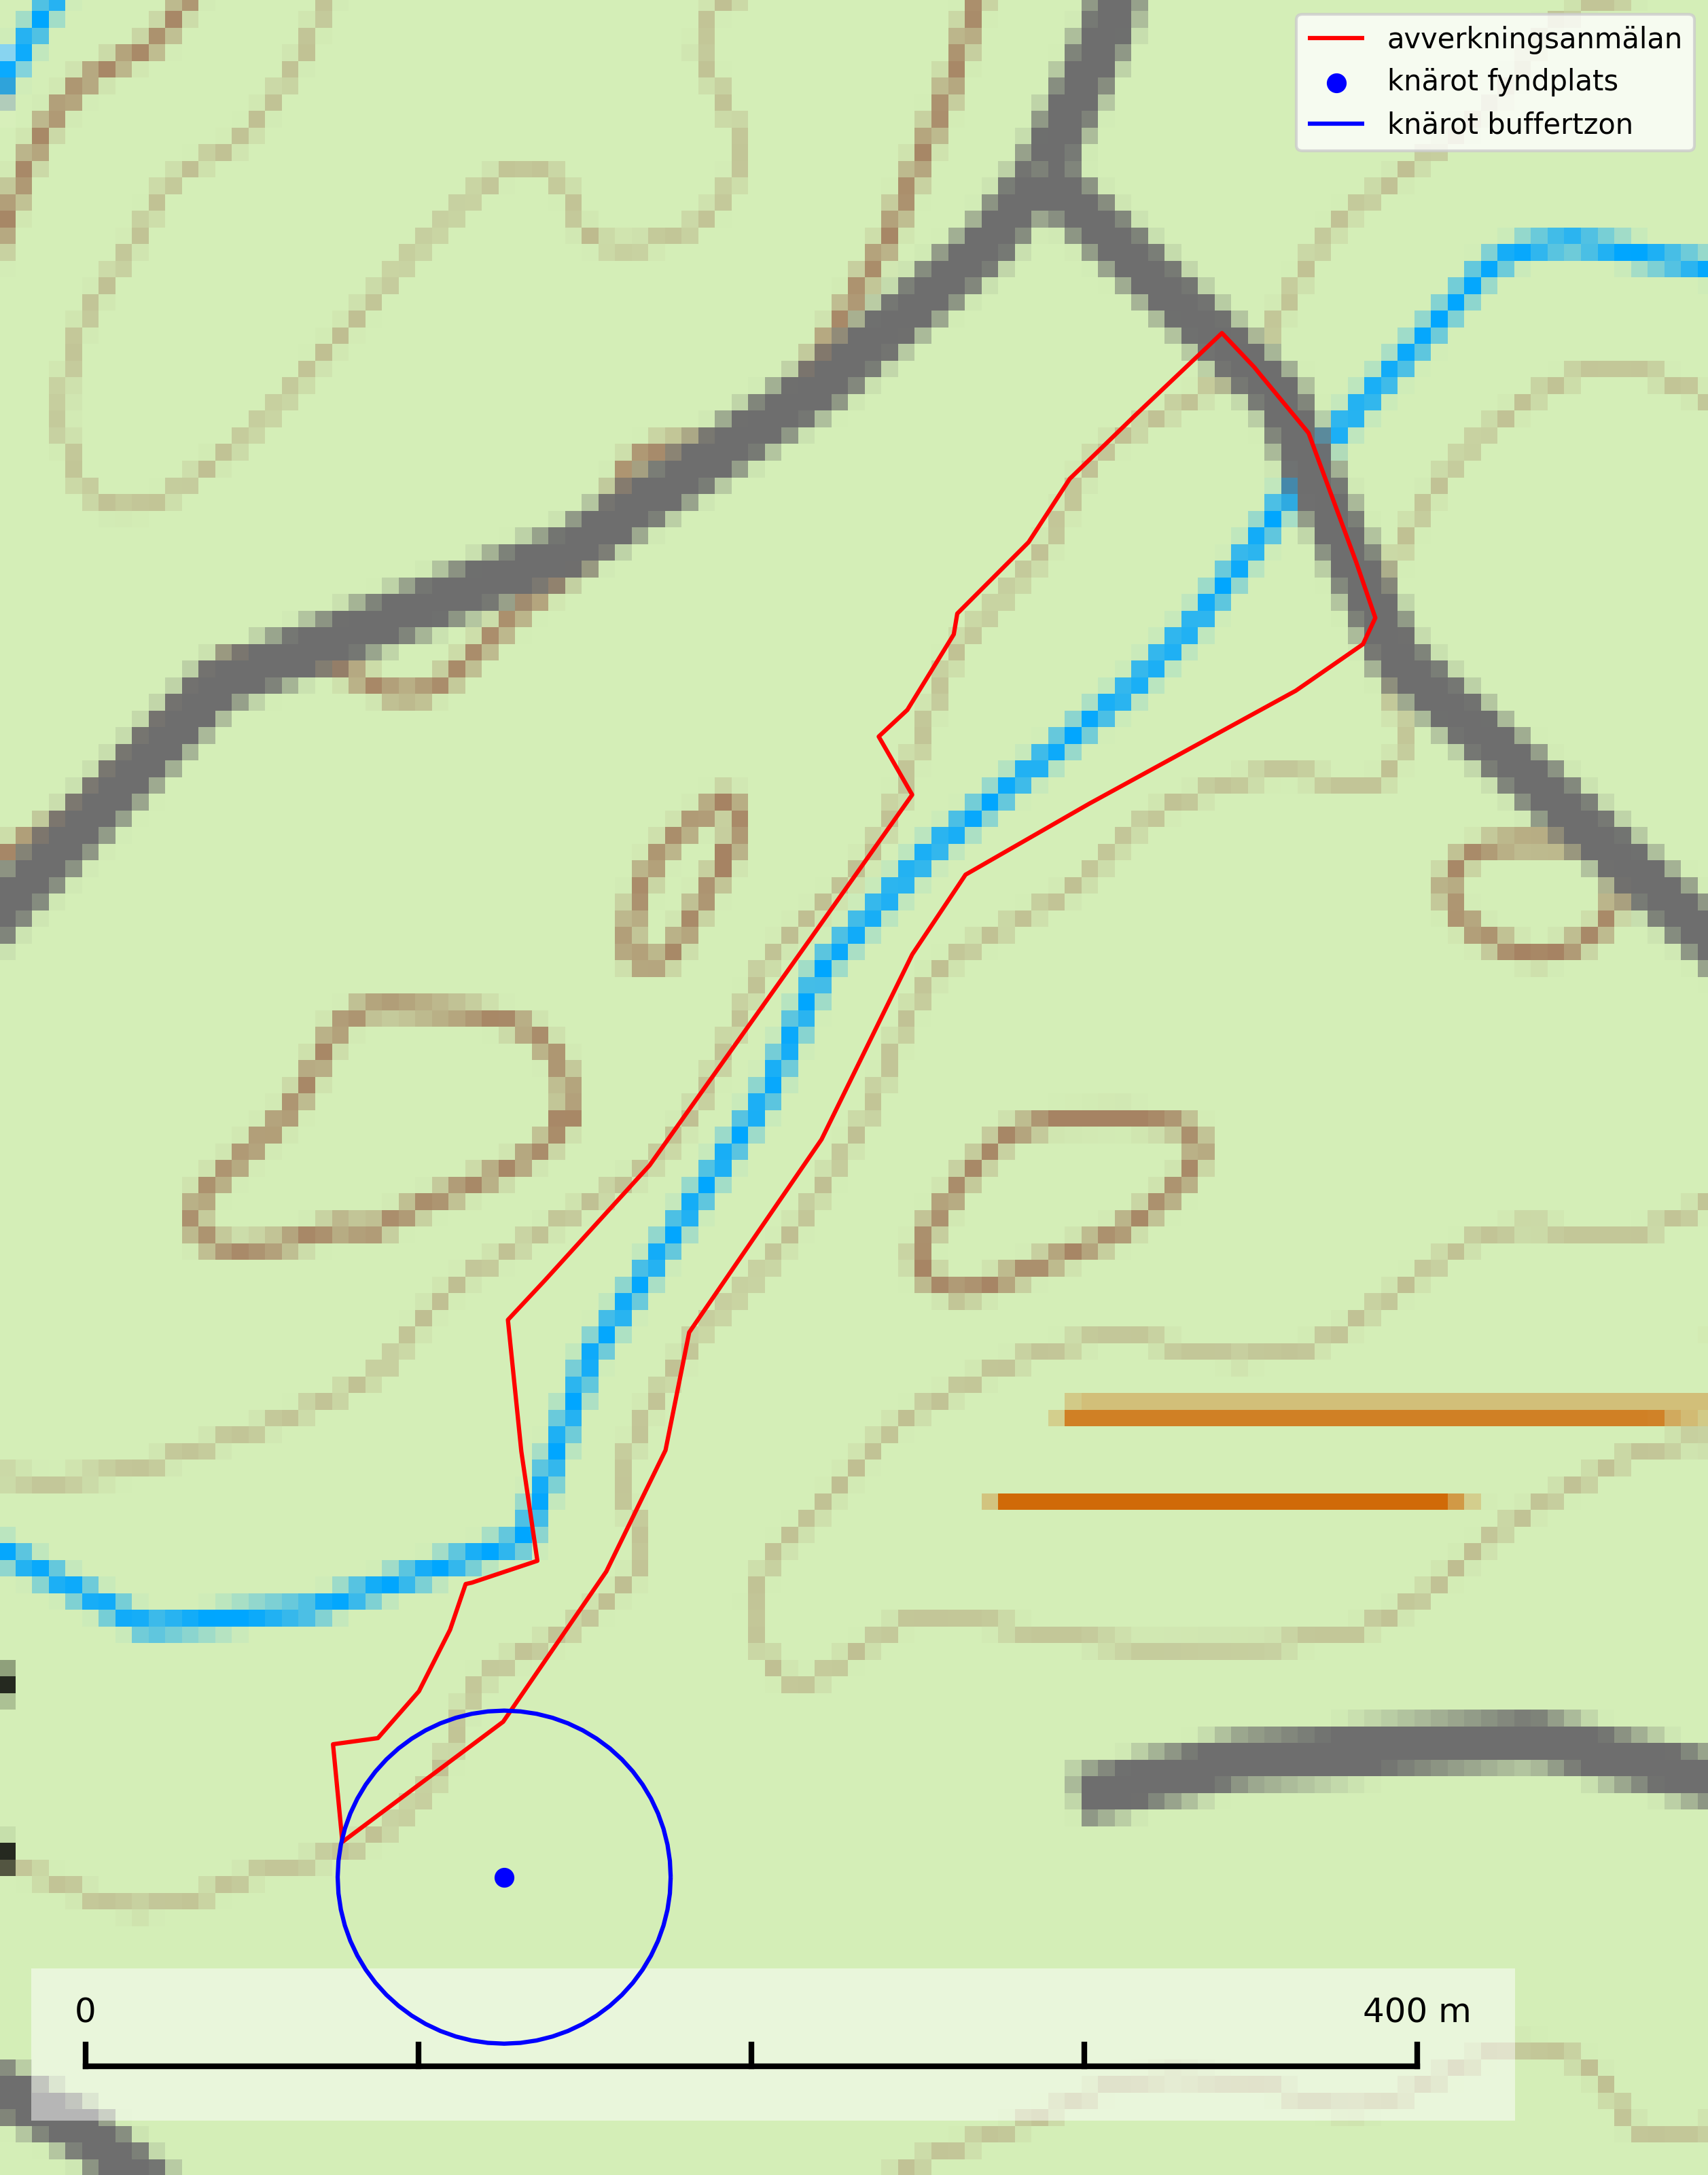 avverkningsanmälan
knärot fyndplats
knärot buffertzon
0
400 m